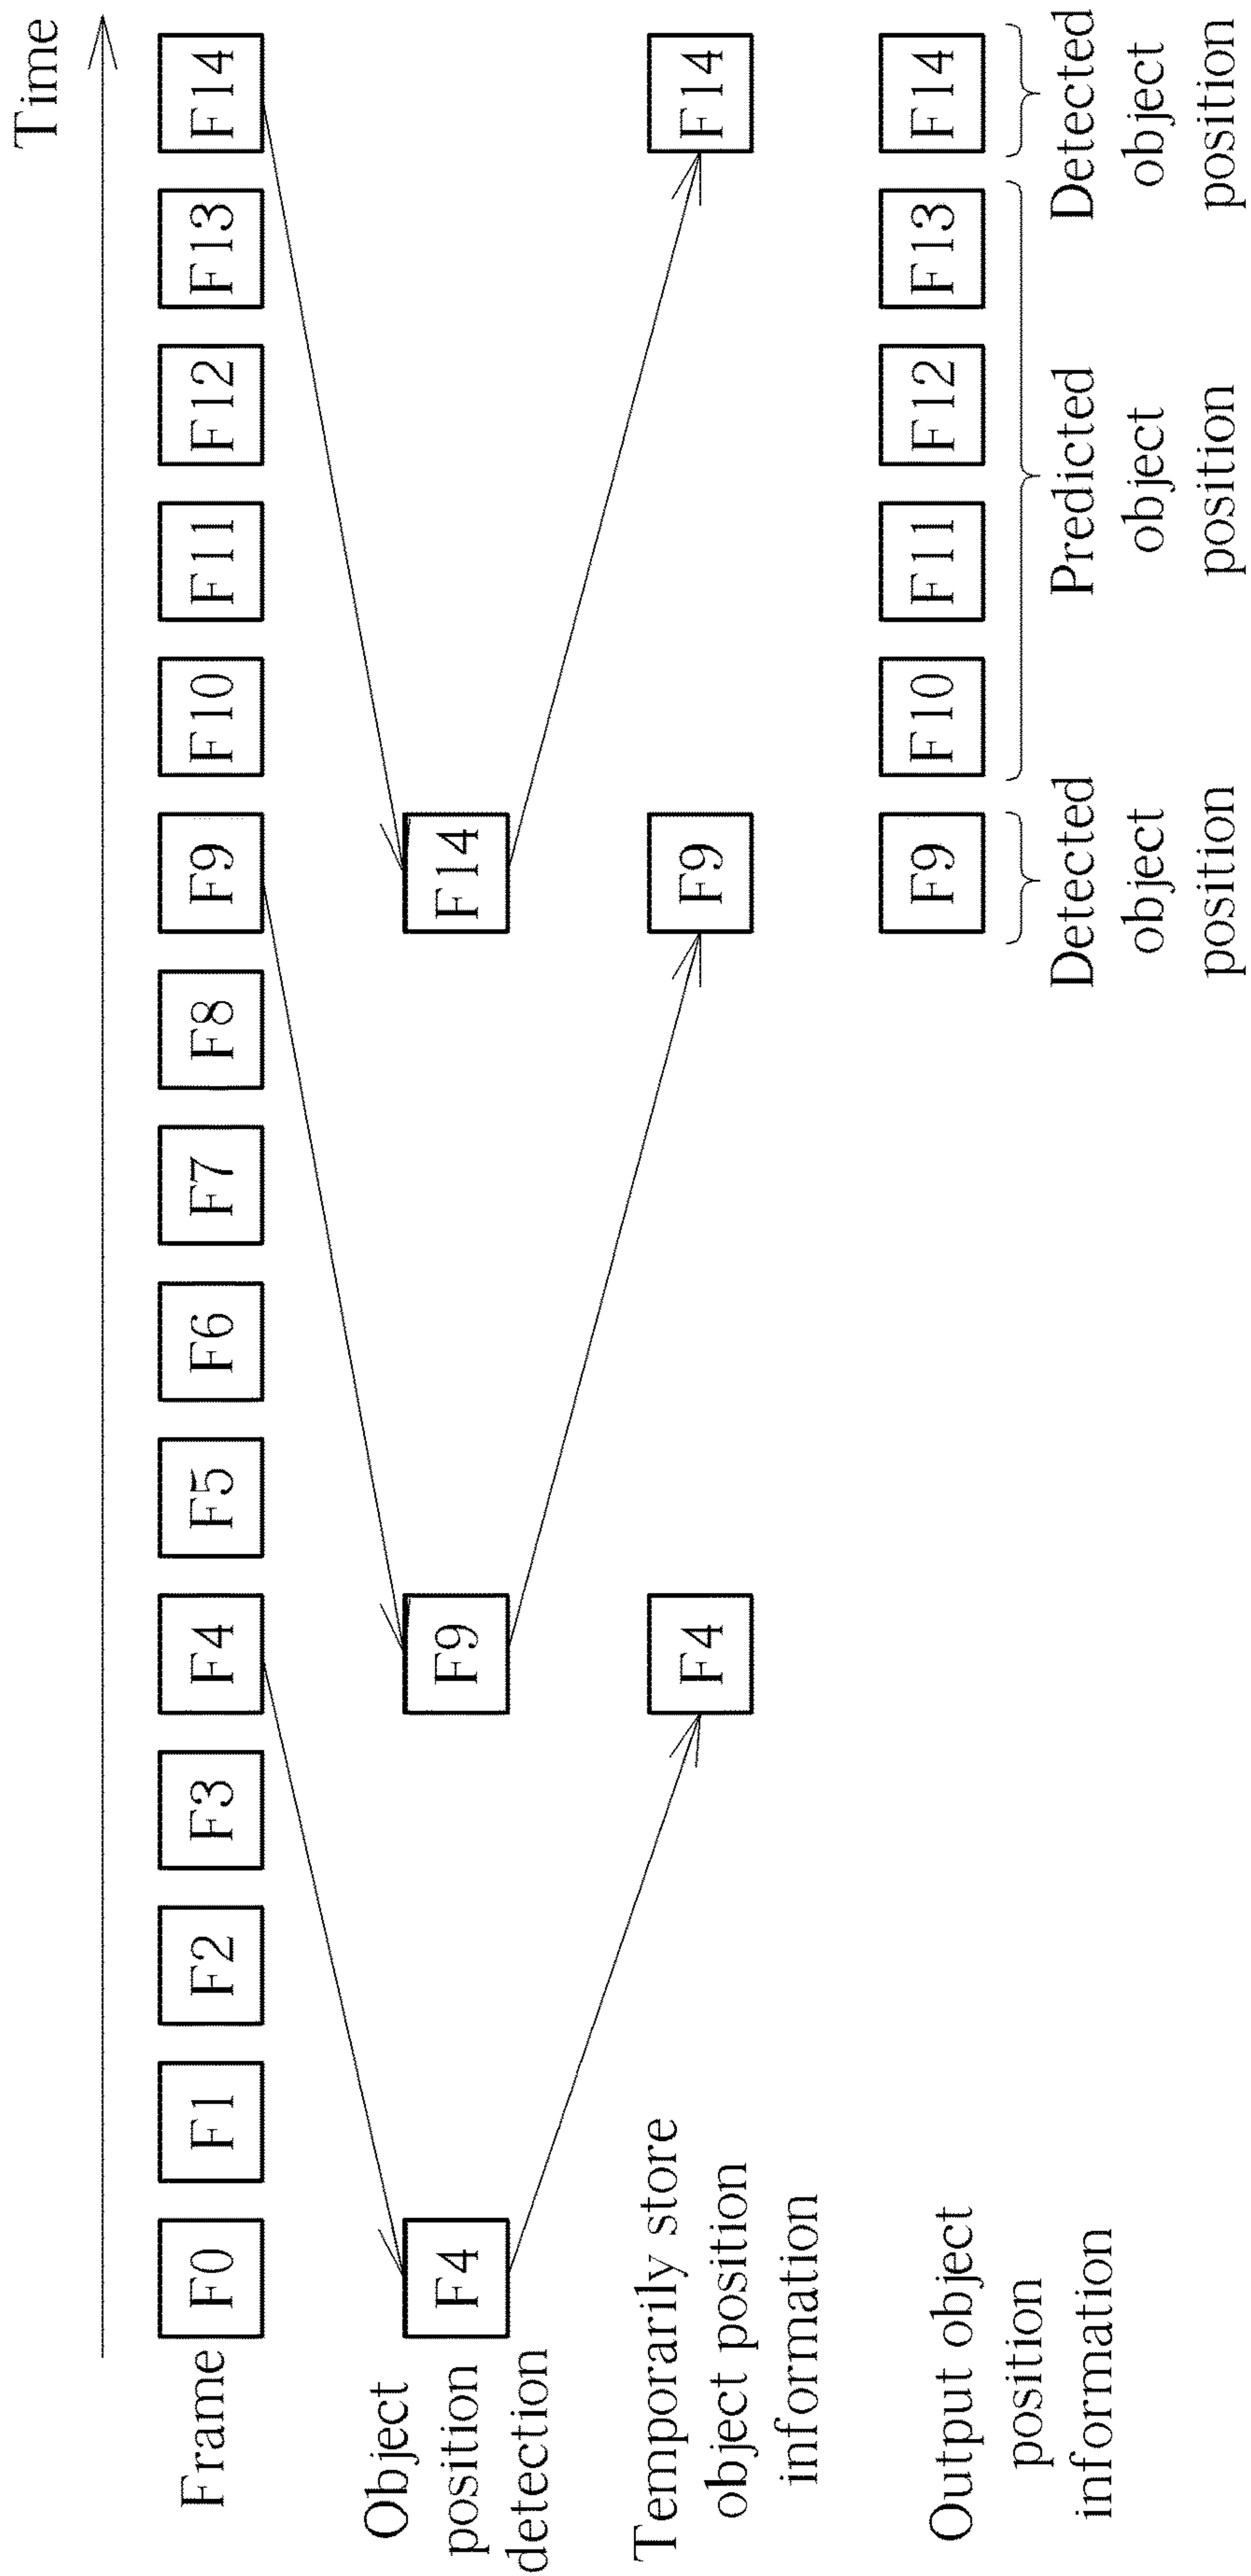 Time
Frame F0 F1 F2 F3 F4 F5 F6 F7 F8 F9 F10 F11 F12 F13 F14
Object
position
detection
F4 F9 F14
Temporarily store
object position
information
F4 F9 F14
Output object
position
information
F9 F10 F11 F12 F13 F14
Detected
object
position
Predicted
object
position
Detected
object
position